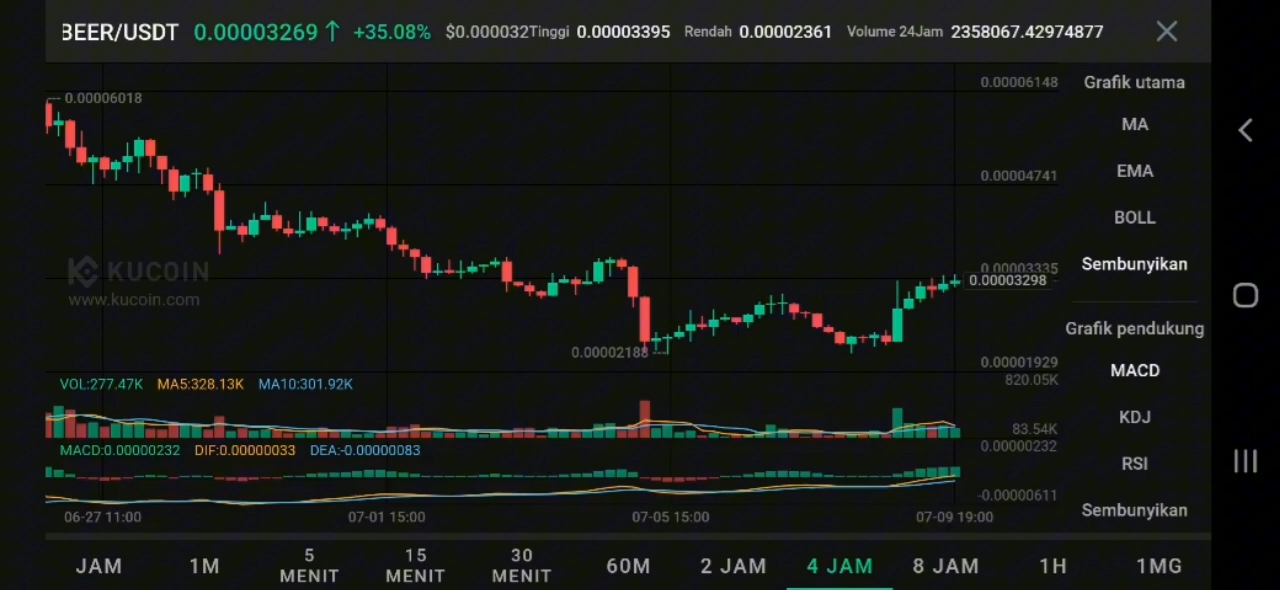 BEER/USDT 0.00003269↑ +35.08% $0.000032 Tinggi 0.00003395 Rendah 0.00002361 Volume 24Jam 2358067.42974877
0.00006148
0.00006018
Grafik utama
MA
0.00004741
EMA
BOLL
KUCOIN
www.kucoin.com
0.00003335
0.00003298
Sembunyikan
Grafik pendukung
0.00002188
0.00001929
MACD
VOL:277.47K MA5:328.13K MA10:301.92K
820.05K
KDJ
83.54K
MACD:0.00000232 DIF:0.00000033 DEA:-0.00000083
0.00000232
RSI
-0.00000611
Sembunyikan
06-27 11:00 07-01 15:00 07-05 15:00 07-09 19:00
JAM 1M 5 MENIT 15 MENIT 30 MENIT 60M 2 JAM 4 JAM 8 JAM 1H 1MG